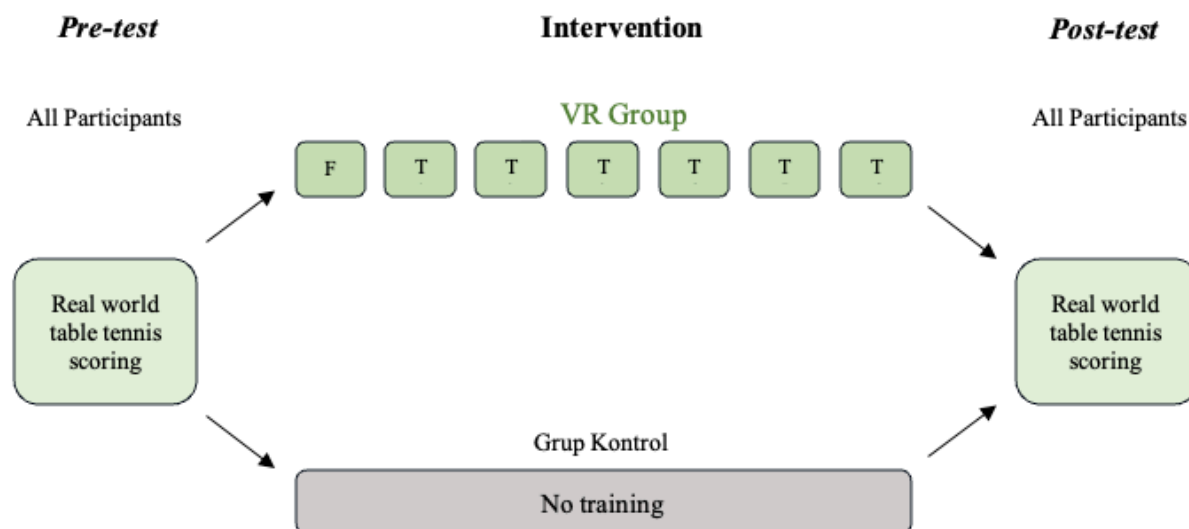 Pre-test
Intervention
Post-test
All Participants
VR Group
All Participants
F
T
T
T
T
T
T
Real world
table tennis
scoring
Real world
table tennis
scoring
Grup Kontrol
No training